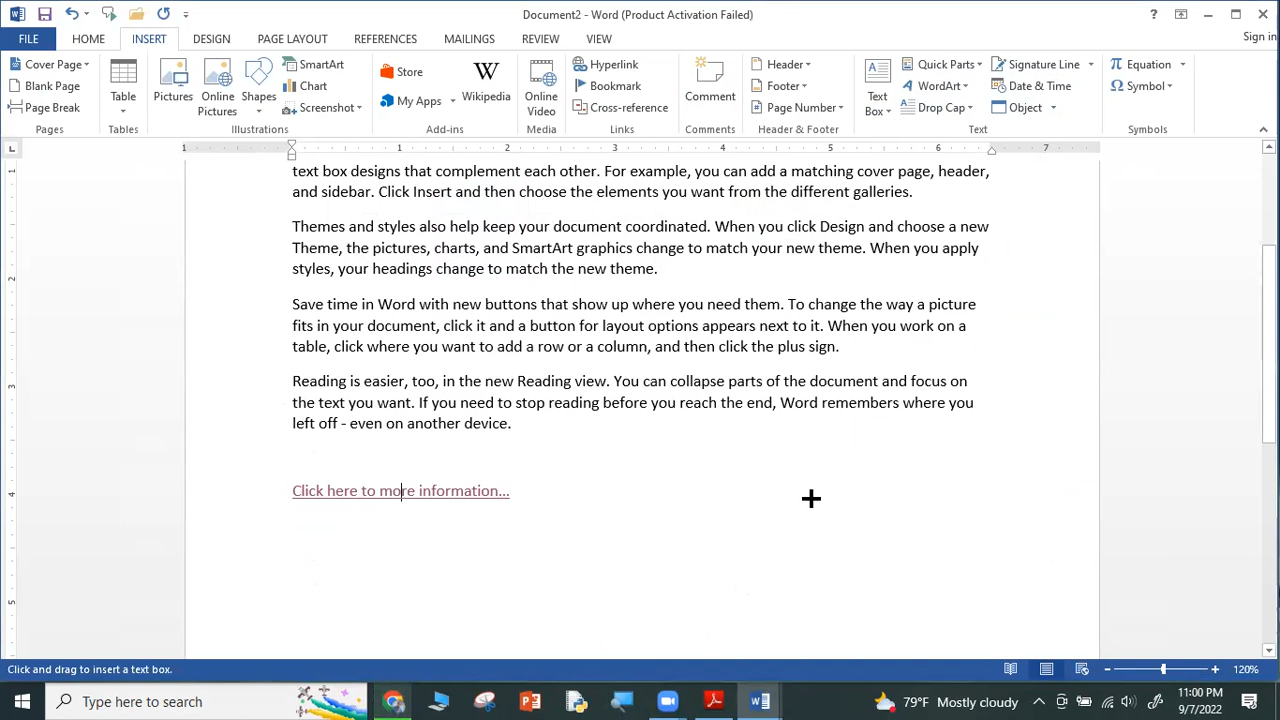 Document2 - Word (Product Activation Failed)
FILE HOME INSERT DESIGN PAGE LAYOUT REFERENCES MAILINGS REVIEW VIEW Sign in
Cover Page
Blank Page
Page Break
Pages
Table
Tables
Pictures
Online Pictures
Shapes
SmartArt
Chart
Screenshot
Illustrations
Store
My Apps
Wikipedia
Add-ins
Online Video
Media
Hyperlink
Bookmark
Cross-reference
Links
Comment
Comments
Header
Footer
Page Number
Header & Footer
Text Box
Quick Parts
WordArt
Drop Cap
Signature Line
Date & Time
Object
Text
Equation
Symbol
Symbols
1 1 2 3 4 5 6 7
1
2
3
4
5
text box designs that complement each other. For example, you can add a matching cover page, header,
and sidebar. Click Insert and then choose the elements you want from the different galleries.
Themes and styles also help keep your document coordinated. When you click Design and choose a new
Theme, the pictures, charts, and SmartArt graphics change to match your new theme. When you apply
styles, your headings change to match the new theme.
Save time in Word with new buttons that show up where you need them. To change the way a picture
fits in your document, click it and a button for layout options appears next to it. When you work on a
table, click where you want to add a row or a column, and then click the plus sign.
Reading is easier, too, in the new Reading view. You can collapse parts of the document and focus on
the text you want. If you need to stop reading before you reach the end, Word remembers where you
left off - even on another device.
Click here to more information...
Click and drag to insert a text box.
120%
Type here to search
79°F Mostly cloudy
11:00 PM
9/7/2022